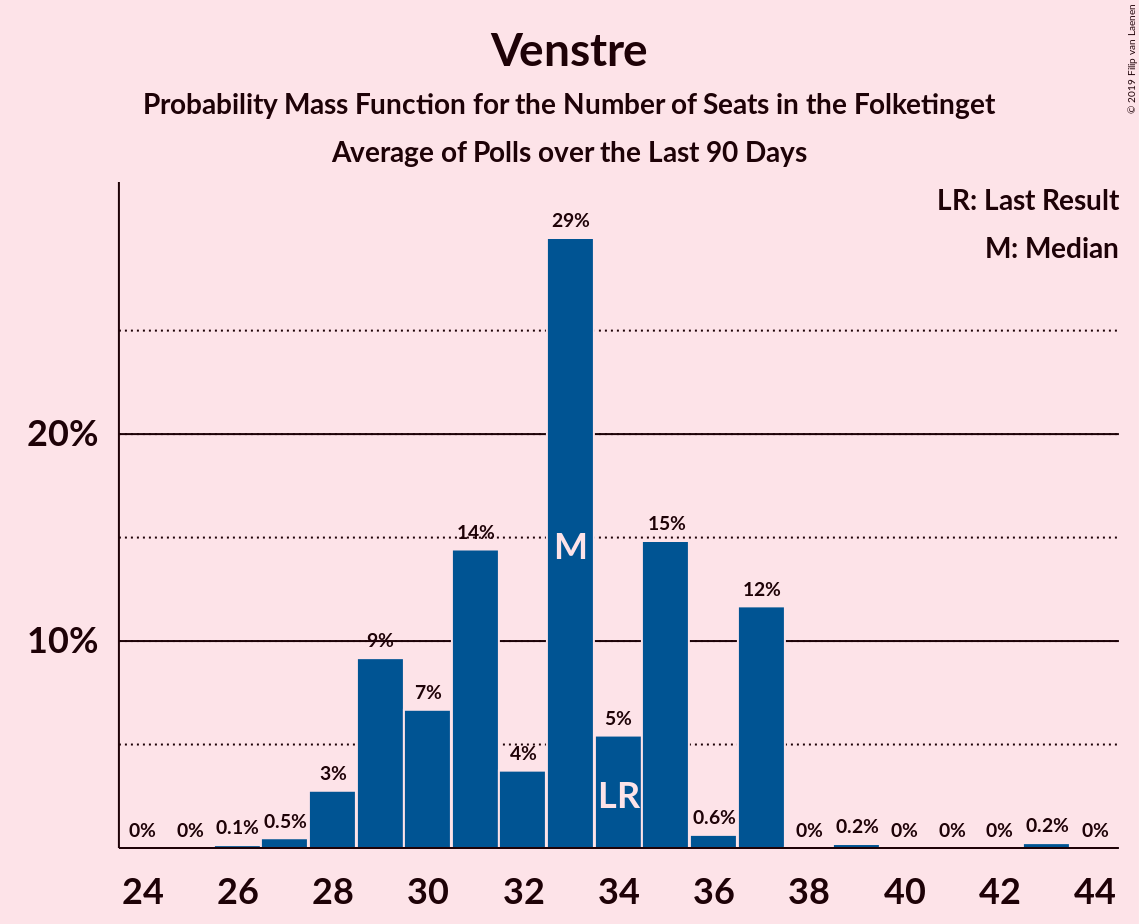 Venstre
Probability Mass Function for the Number of Seats in the Folketinget
Average of Polls over the Last 90 Days
© 2019 Filip van Laenen
LR: Last Result
M: Median
29%
20%
15%
14%
M
12%
10%
9%
7%
5%
4%
3%
LR
0.6%
0.5%
0% 0% 0.1% 0% 0.2% 0% 0% 0% 0.2% 0%
24 26 28 30 32 34 36 38 40 42 44